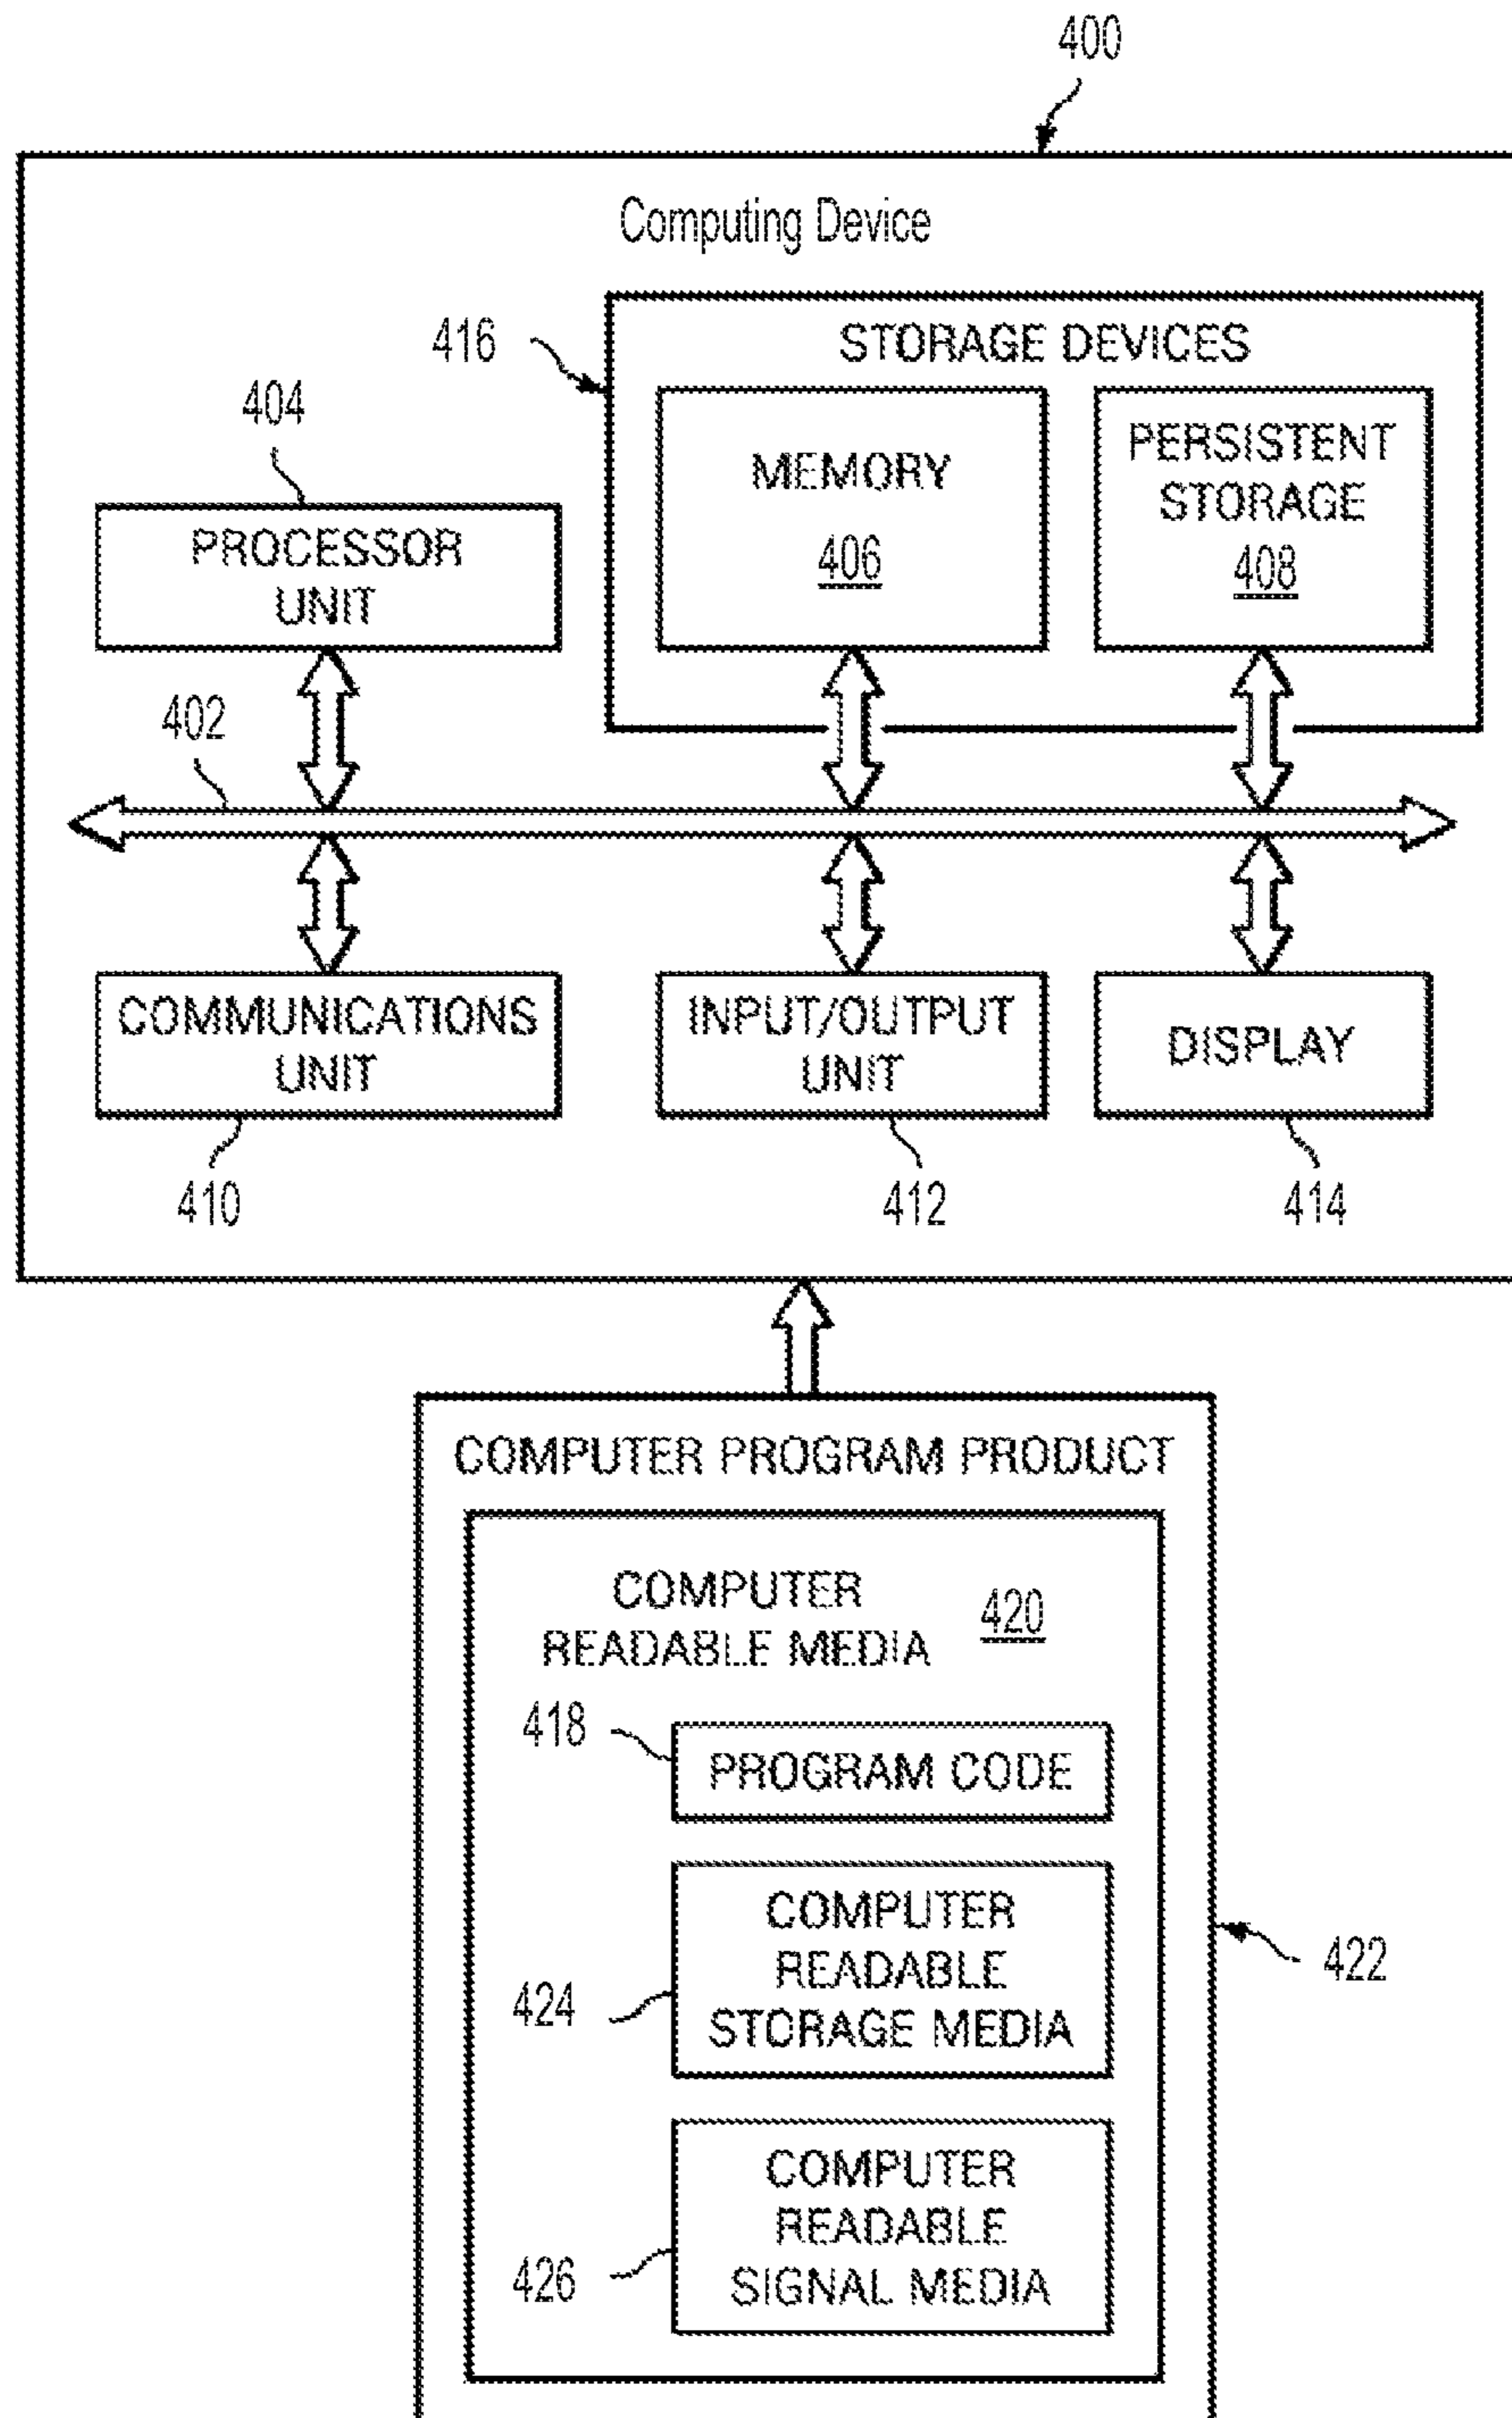 400
Computing Device
416
STORAGE DEVICES
404
MEMORY
406
PERSISTENT
STORAGE
408
PROCESSOR
UNIT
402
COMMUNICATIONS
UNIT
INPUT/OUTPUT
UNIT
DISPLAY
410
412
414
COMPUTER PROGRAM PRODUCT
COMPUTER
READABLE MEDIA
420
418
PROGRAM CODE
COMPUTER
READABLE
STORAGE MEDIA
424
422
COMPUTER
READABLE
SIGNAL MEDIA
426